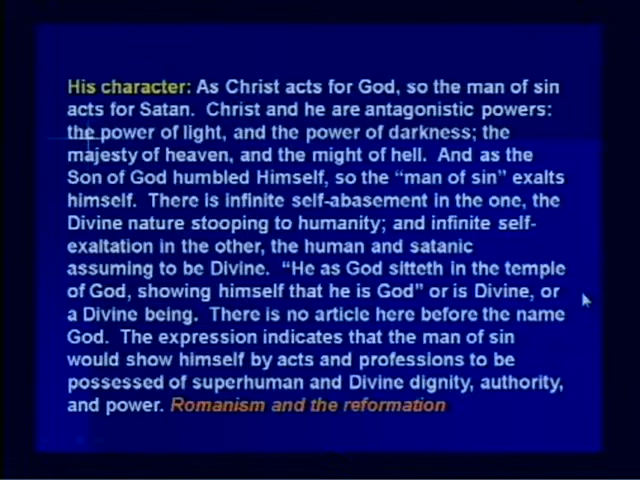 His character: As Christ acts for God, so the man of sin
acts for Satan.  Christ and he are antagonistic powers:
the power of light, and the power of darkness; the
majesty of heaven, and the might of hell.  And as the
Son of God humbled Himself, so the “man of sin” exalts
himself.  There is infinite self-abasement in the one, the
Divine nature stooping to humanity; and infinite self-
exaltation in the other, the human and satanic
assuming to be Divine.  “He as God sitteth in the temple
of God, showing himself that he is God” or is Divine, or
a Divine being.  There is no article here before the name
God.  The expression indicates that the man of sin
would show himself by acts and professions to be
possessed of superhuman and Divine dignity, authority,
and power. Romanism and the reformation